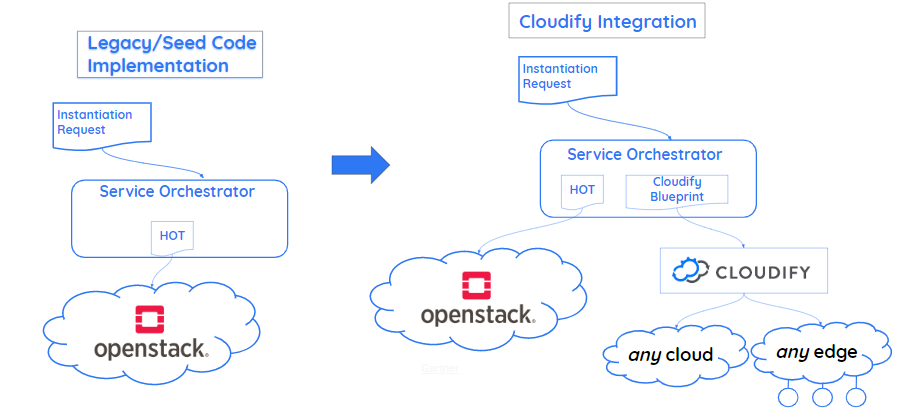 Legacy/Seed Code
Implementation
Instantiation
Request
Service Orchestrator
HOT
openstack.
Cloudify Integration
Instantiation
Request
Service Orchestrator
HOT
Cloudify
Blueprint
openstack.
CLOUDIFY
any cloud
any edge